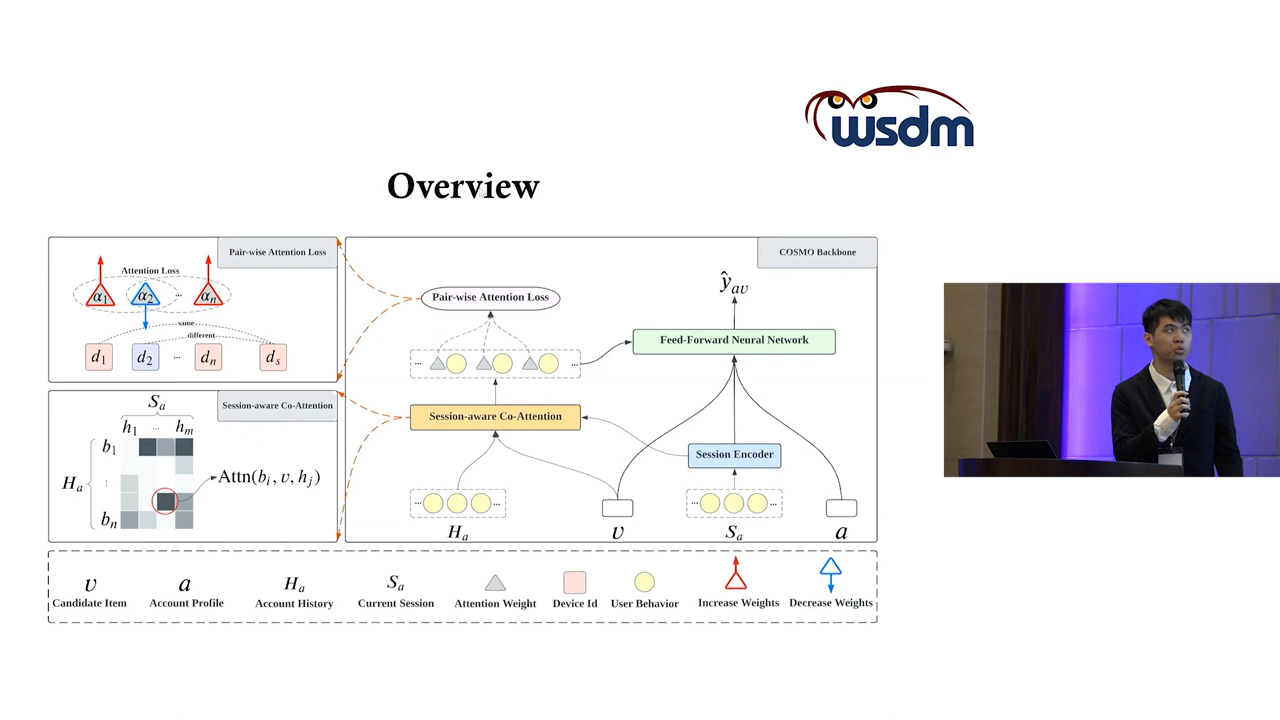 wsdm
Overview
Pair-wise Attention Loss
Attention Loss
α1 α2 ... αn
same
different
d1 d2 ... dn ds
Session-aware Co-Attention
Sa
h1 ... hm
b1
Ha
:
bn
Attn(bi, v, hj)
COSMO Backbone
ŷav
Pair-wise Attention Loss
Feed-Forward Neural Network
... ...
Session-aware Co-Attention
Session Encoder
... ... ... ...
Ha v Sa a
v a Ha Sa
Candidate Item Account Profile Account History Current Session Attention Weight Device Id User Behavior Increase Weights Decrease Weights